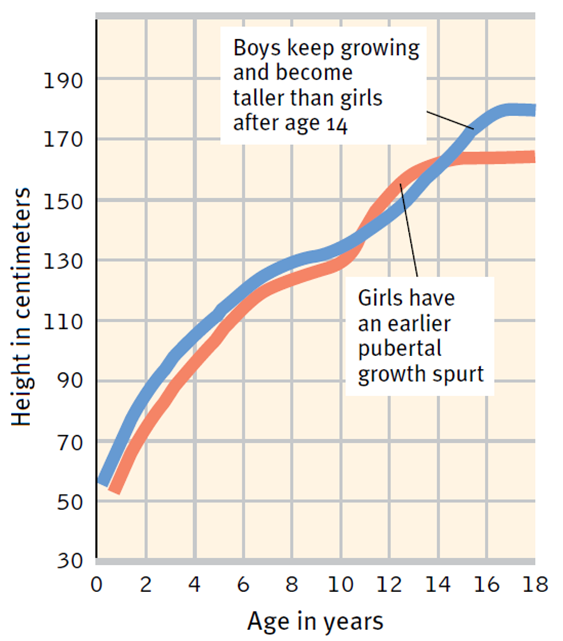 Boys keep growing
and become
taller than girls
after age 14
190
170
150
130
110
90
70
50
30
Height in centimeters
Girls have
an earlier
pubertal
growth spurt
0 2 4 6 8 10 12 14 16 18
Age in years